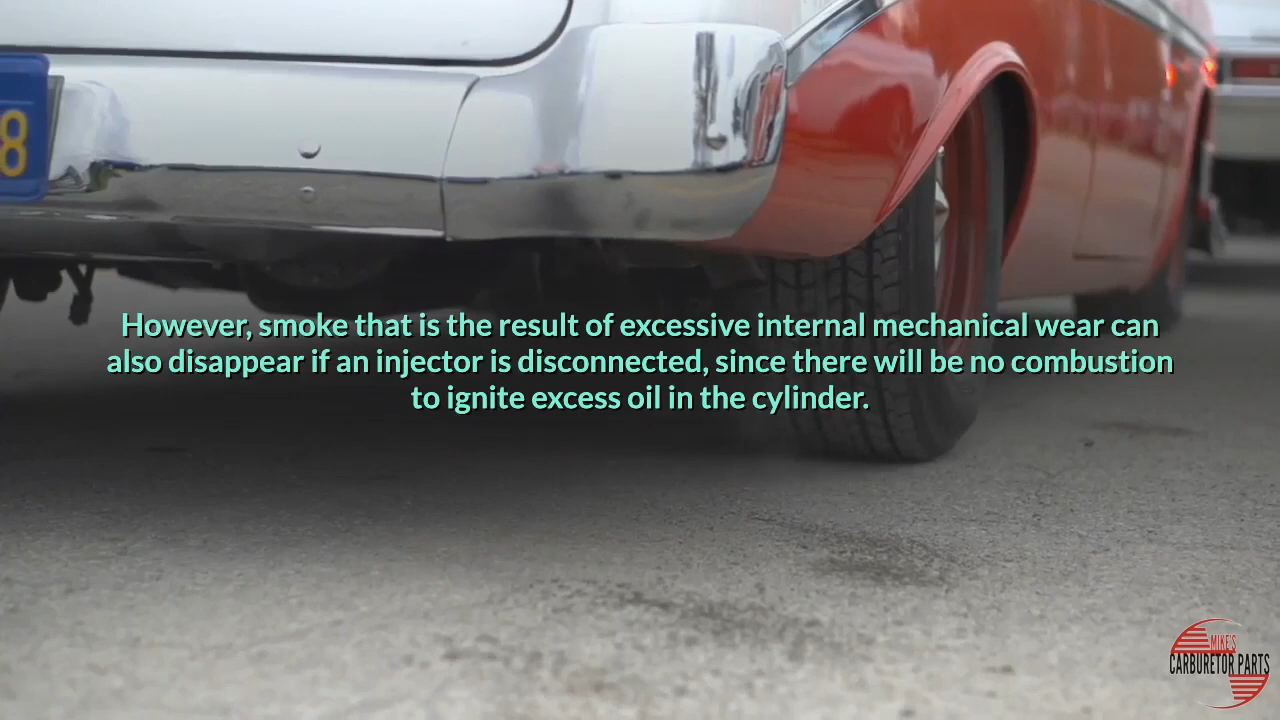 8
However, smoke that is the result of excessive internal mechanical wear can
also disappear if an injector is disconnected, since there will be no combustion
to ignite excess oil in the cylinder.
MIKE'S
CARBURETOR PARTS